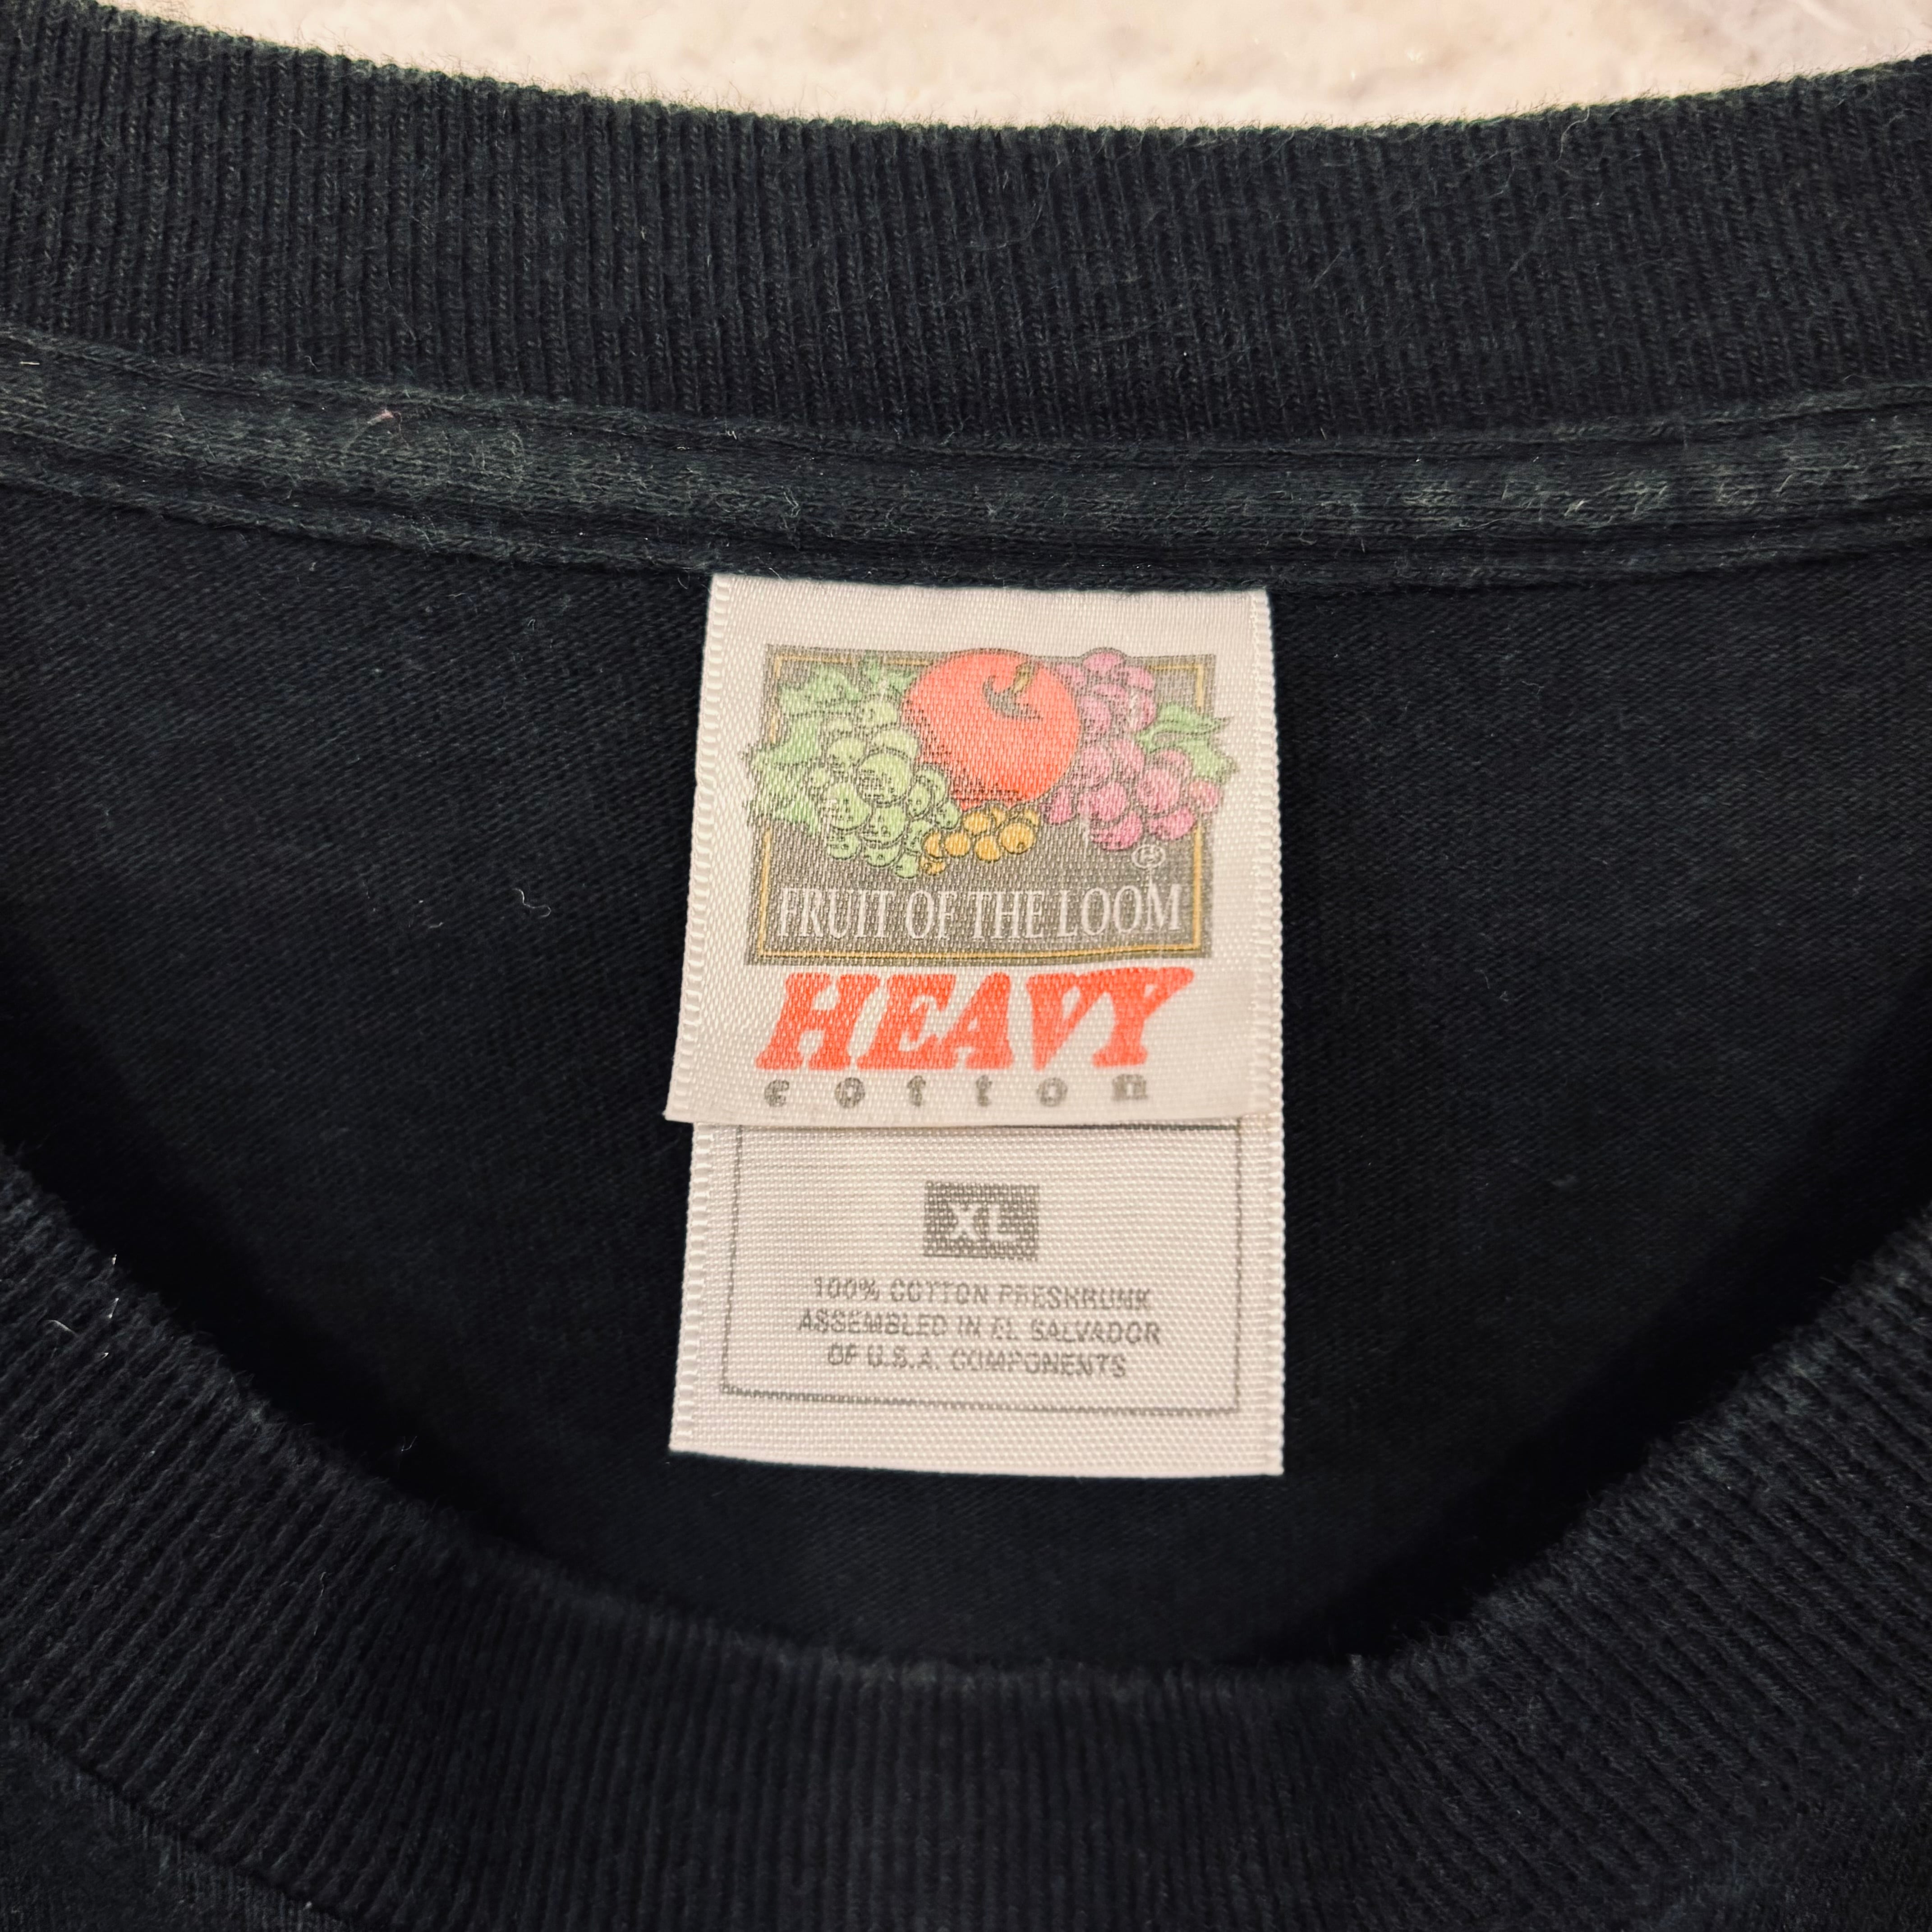 ®
FRUIT OF THE LOOM
HEAVY
cotton
XL
100% COTTON PRESHRUNK
ASSEMBLED IN EL SALVADOR
OF U.S.A. COMPONENTS